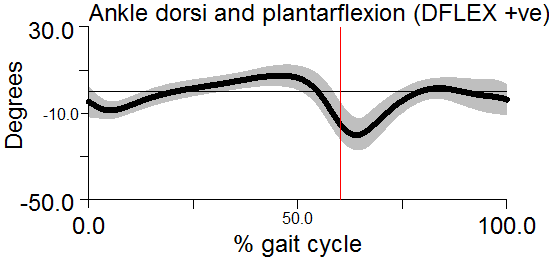 Ankle dorsi and plantarflexion (DFLEX +ve)
30.0
Degrees
-10.0
-50.0
0.0
50.0
100.0
% gait cycle